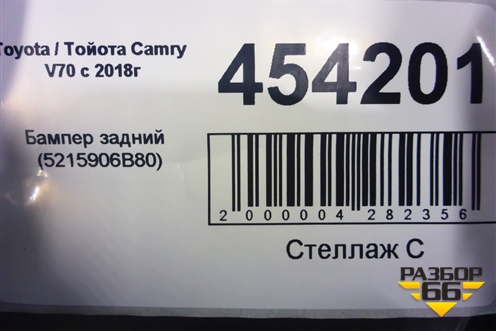 Toyota / Тойота Camry
V70 с 2018г
454201
Бампер задний
(5215906B80)
2 000004 282356
Стеллаж С
РАЗБОР
66